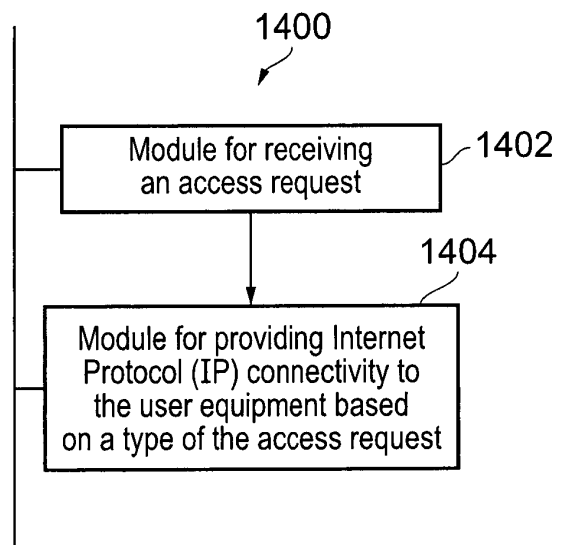 1400
Module for receiving
an access request
1402
1404
Module for providing Internet
Protocol (IP) connectivity to
the user equipment based
on a type of the access request